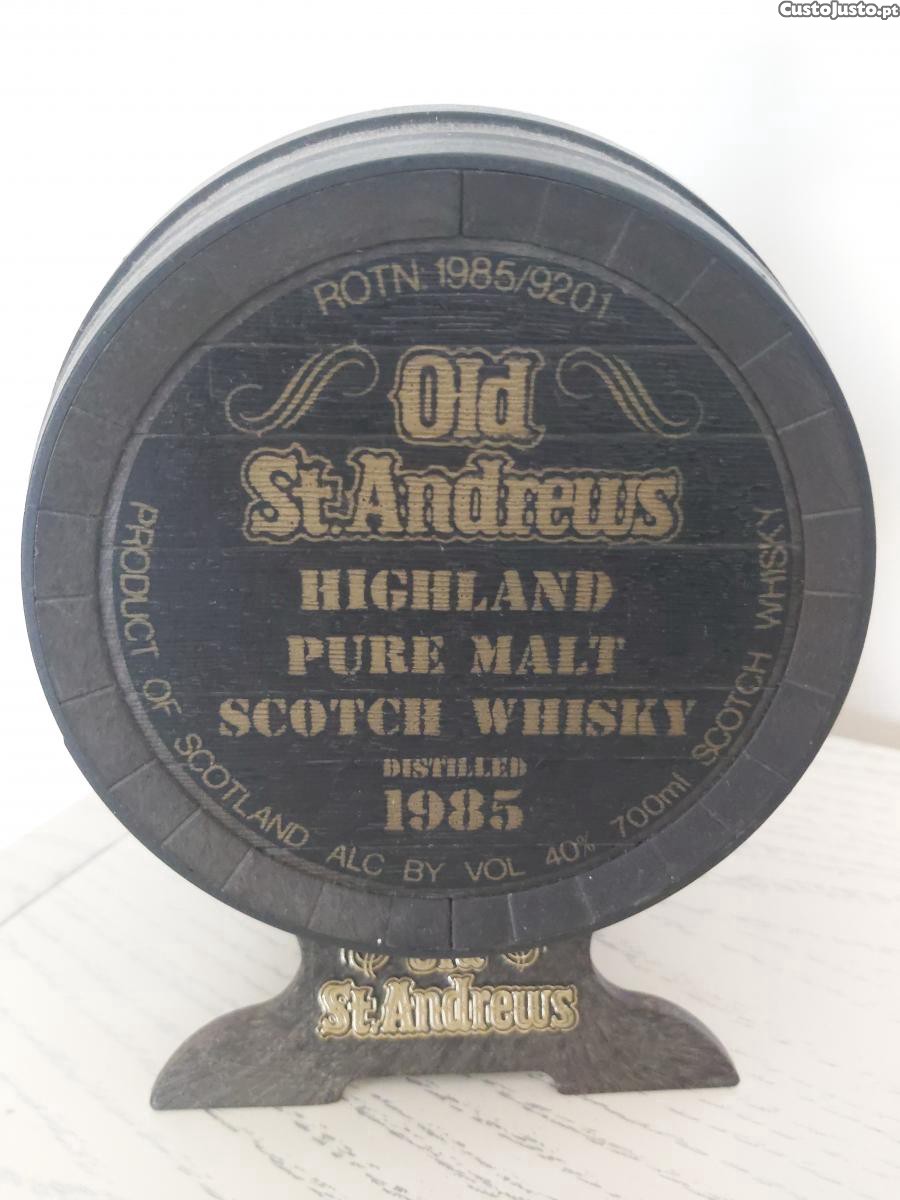 CustoJusto.pt
ROTN: 1985/9201
Old
St. Andrews
HIGHLAND
PURE MALT
SCOTCH WHISKY
DISTILLED
1985
PRODUCT OF SCOTLAND ALC BY VOL 40% 700ml SCOTCH WHISKY
Old
St. Andrews